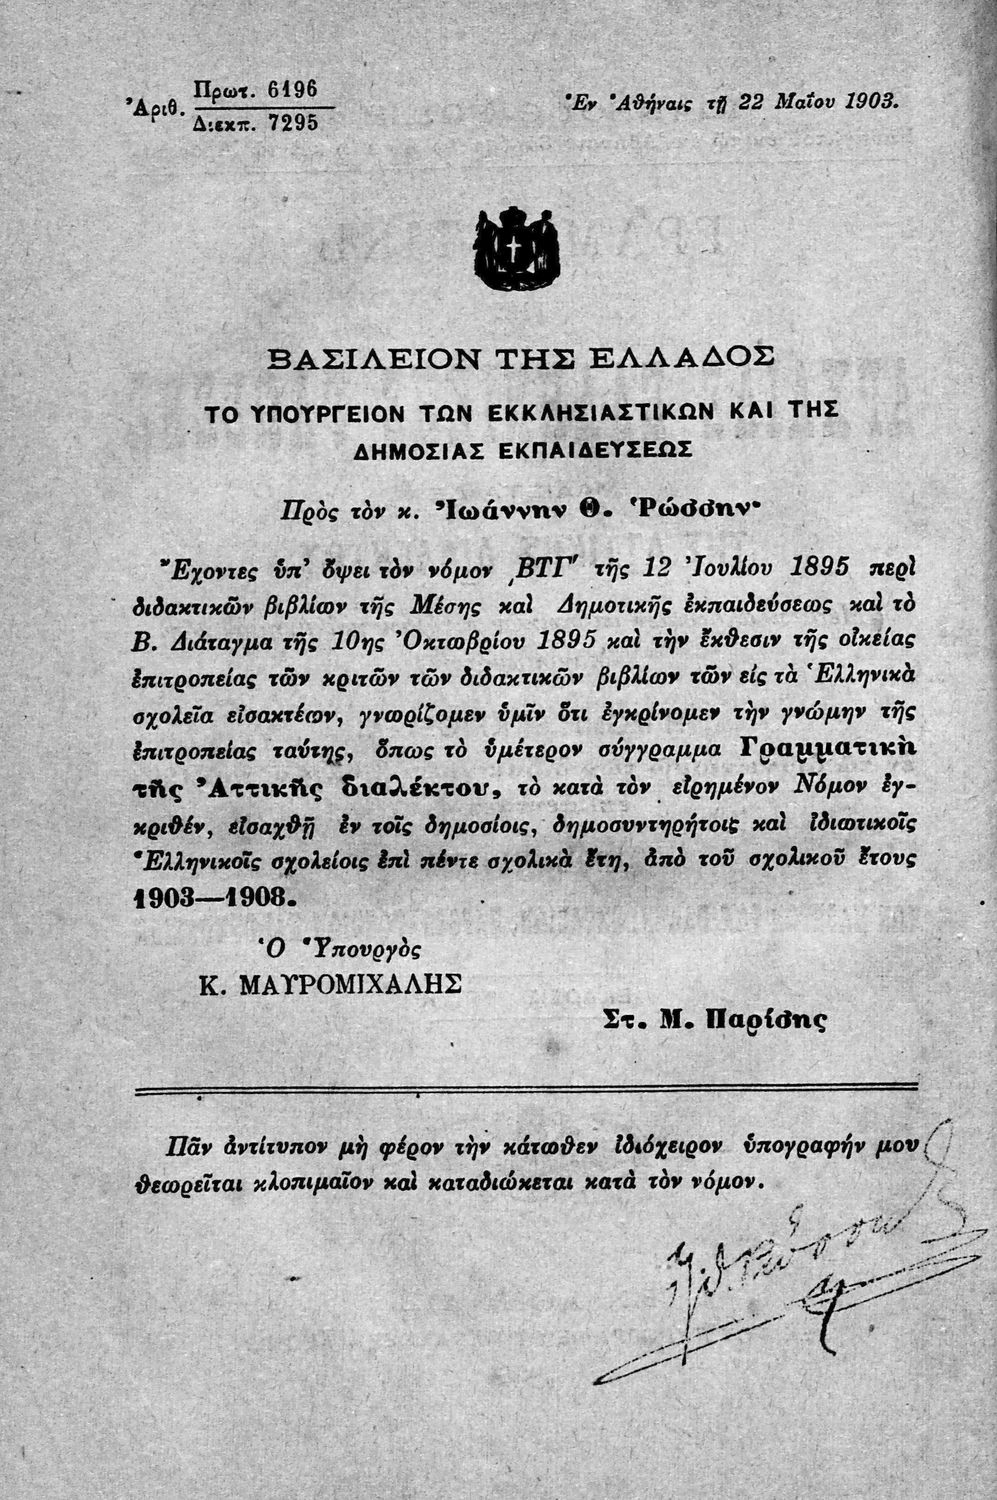 Ἀριθ. Πρωτ. 6196
Διεκπ. 7295
Ἐν Ἀθήναις τῇ 22 Μαΐου 1903.
ΒΑΣΙΛΕΙΟΝ ΤΗΣ ΕΛΛΑΔΟΣ
ΤΟ ΥΠΟΥΡΓΕΙΟΝ ΤΩΝ ΕΚΚΛΗΣΙΑΣΤΙΚΩΝ ΚΑΙ ΤΗΣ
ΔΗΜΟΣΙΑΣ ΕΚΠΑΙΔΕΥΣΕΩΣ
Πρὸς τὸν κ. Ἰωάννην Θ. Ῥώσσην·
Ἔχοντες ὑπ' ὄψει τὸν νόμον ͵ΒΤΓ′ τῆς 12 Ἰουλίου 1895 περὶ
διδακτικῶν βιβλίων τῆς Μέσης καὶ Δημοτικῆς ἐκπαιδεύσεως καὶ τὸ
Β. Διάταγμα τῆς 10ης Ὀκτωβρίου 1895 καὶ τὴν ἔκθεσιν τῆς οἰκείας
ἐπιτροπείας τῶν κριτῶν τῶν διδακτικῶν βιβλίων τῶν εἰς τὰ Ἑλληνικὰ
σχολεῖα εἰσακτέων, γνωρίζομεν ὑμῖν ὅτι ἐγκρίνομεν τὴν γνώμην τῆς
ἐπιτροπείας ταύτης, ὅπως τὸ ὑμέτερον σύγγραμμα Γραμματικὴ
τῆς Ἀττικῆς διαλέκτου, τὸ κατὰ τὸν εἰρημένον Νόμον ἐγ-
κριθέν, εἰσαχθῇ ἐν τοῖς δημοσίοις, δημοσυντηρήτοις καὶ ἰδιωτικοῖς
Ἑλληνικοῖς σχολείοις ἐπὶ πέντε σχολικὰ ἔτη, ἀπὸ τοῦ σχολικοῦ ἔτους
1903—1908.
Ὁ Ὑπουργὸς
Κ. ΜΑΥΡΟΜΙΧΑΛΗΣ
Στ. Μ. Παρίσης
Πᾶν ἀντίτυπον μὴ φέρον τὴν κάτωθεν ἰδιόχειρον ὑπογραφήν μου
θεωρεῖται κλοπιμαῖον καὶ καταδιώκεται κατὰ τὸν νόμον.